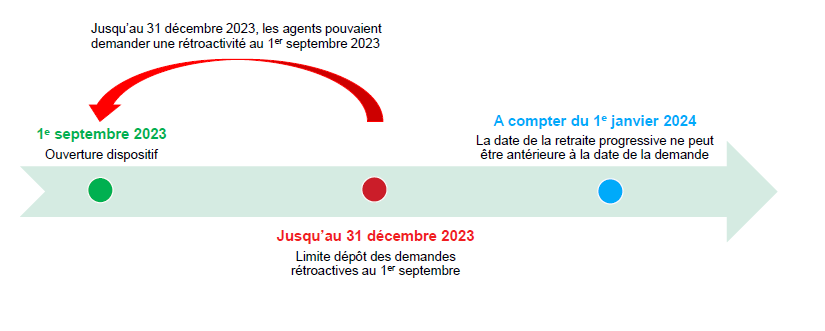 Jusqu'au 31 décembre 2023, les agents pouvaient
demander une rétroactivité au 1er septembre 2023
1e septembre 2023
Ouverture dispositif
A compter du 1e janvier 2024
La date de la retraite progressive ne peut
être antérieure à la date de la demande
Jusqu'au 31 décembre 2023
Limite dépôt des demandes
rétroactives au 1er septembre